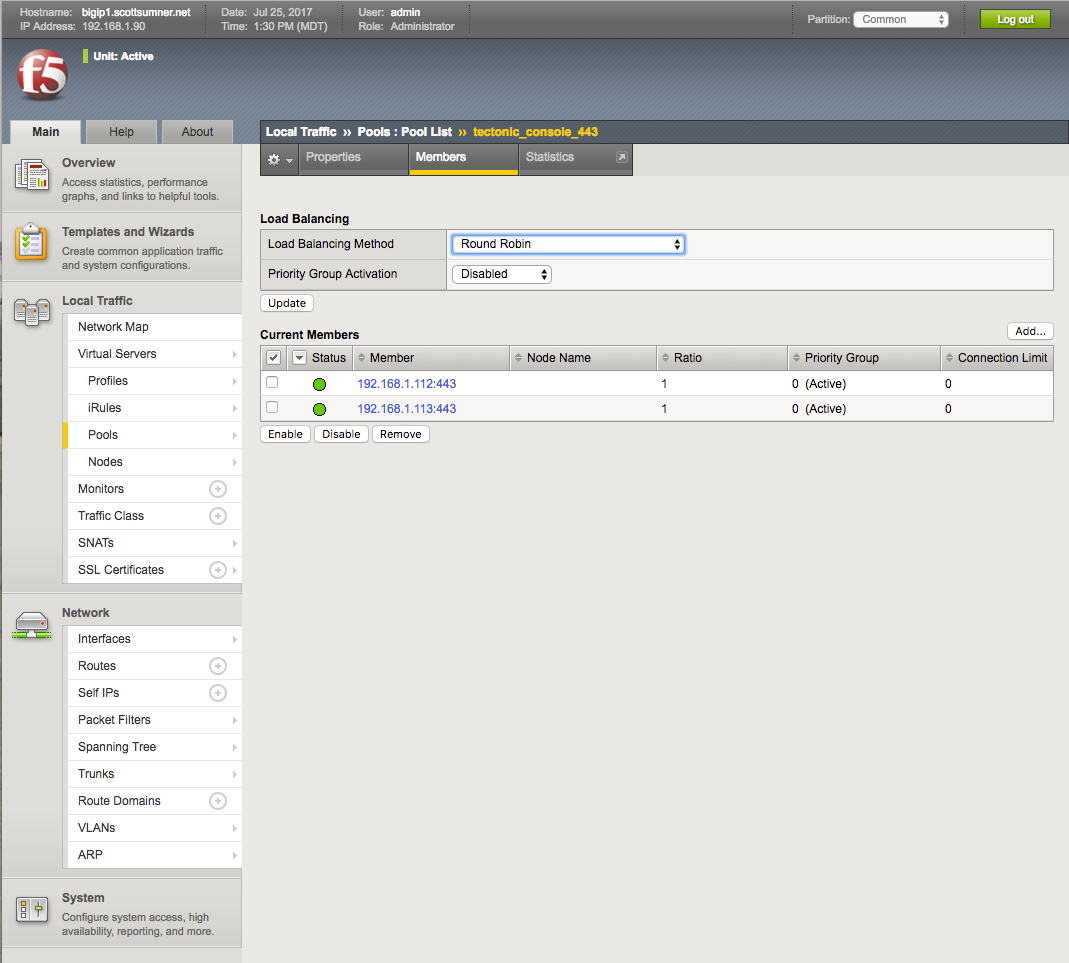 Hostname: bigip1.scottsumner.net Date: Jul 25, 2017 User: admin
IP Address: 192.168.1.90 Time: 1:30 PM (MDT) Role: Administrator
Partition: Common Log out
f5
Unit: Active
Main Help About
Overview
Access statistics, performance
graphs, and links to helpful tools.
Templates and Wizards
Create common application traffic
and system configurations.
Local Traffic
Network Map
Virtual Servers
Profiles
iRules
Pools
Nodes
Monitors
Traffic Class
SNATs
SSL Certificates
Network
Interfaces
Routes
Self IPs
Packet Filters
Spanning Tree
Trunks
Route Domains
VLANs
ARP
System
Configure system access, high
availability, reporting, and more.
Local Traffic ›› Pools : Pool List ›› tectonic_console_443
Properties Members Statistics
Load Balancing
Load Balancing Method Round Robin
Priority Group Activation Disabled
Update
Current Members Add...
Status Member Node Name Ratio Priority Group Connection Limit
192.168.1.112:443 1 0 (Active) 0
192.168.1.113:443 1 0 (Active) 0
Enable Disable Remove